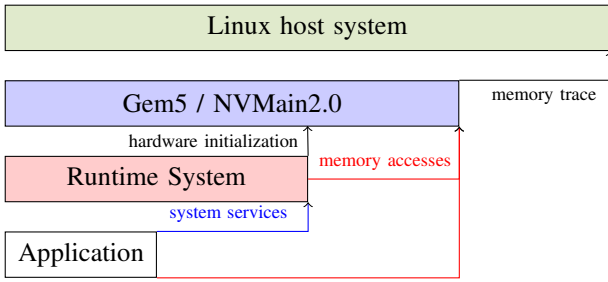 Linux host system
Gem5 / NVMain2.0
memory trace
hardware initialization
Runtime System
memory accesses
system services
Application